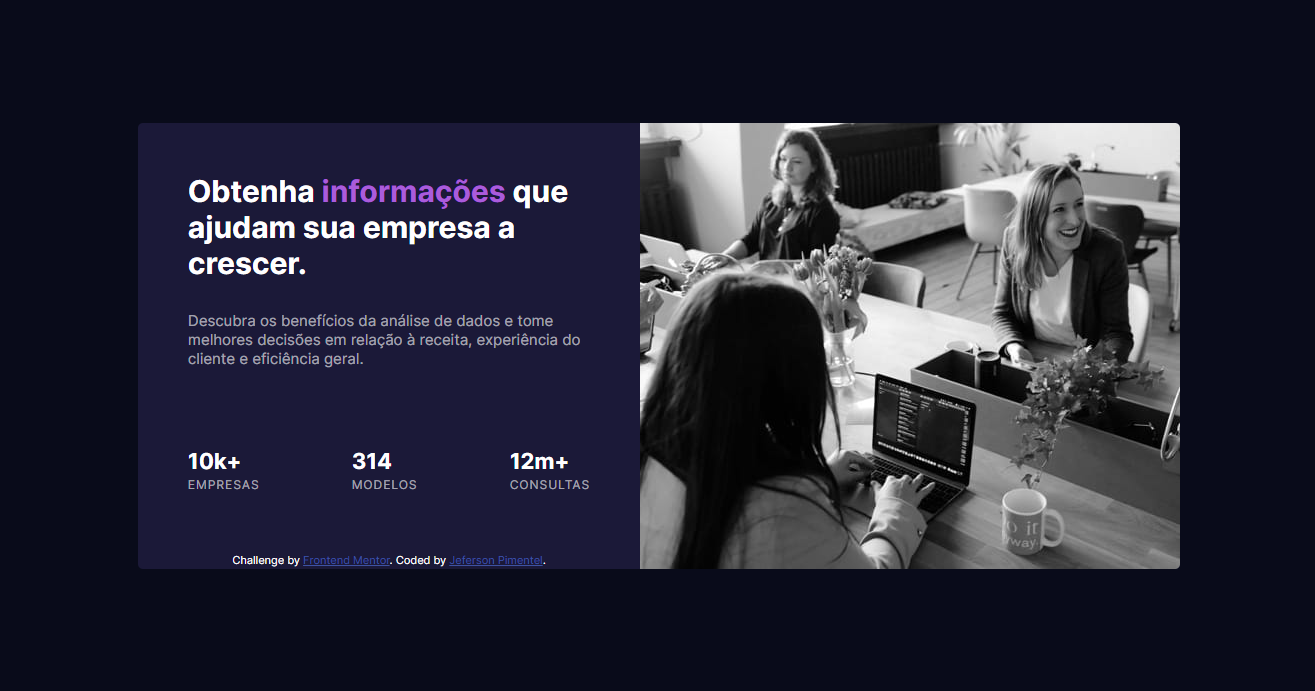 Obtenha informações que
ajudam sua empresa a
crescer.
Descubra os benefícios da análise de dados e tome
melhores decisões em relação à receita, experiência do
cliente e eficiência geral.
10k+ 314 12m+
EMPRESAS MODELOS CONSULTAS
Challenge by Frontend Mentor. Coded by Jeferson Pimentel.